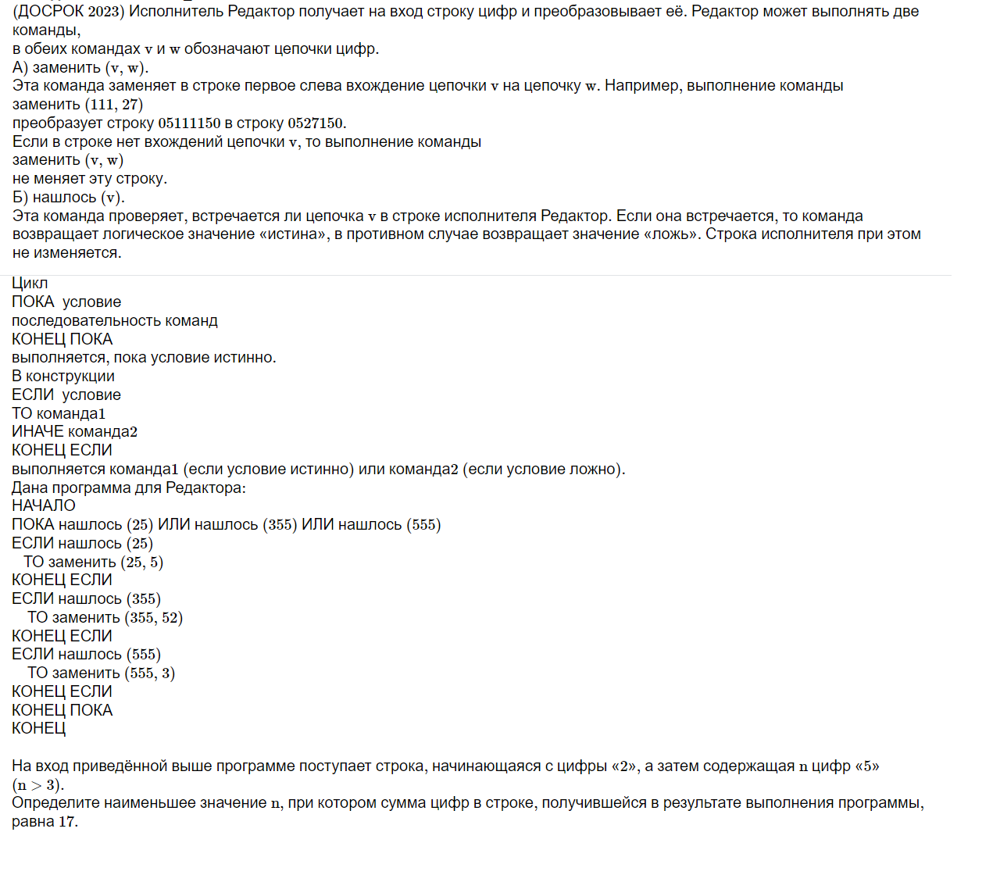 (ДОСРОК 2023) Исполнитель Редактор получает на вход строку цифр и преобразовывает её. Редактор может выполнять две
команды,
в обеих командах v и w обозначают цепочки цифр.
А) заменить (v, w).
Эта команда заменяет в строке первое слева вхождение цепочки v на цепочку w. Например, выполнение команды
заменить (111, 27)
преобразует строку 05111150 в строку 0527150.
Если в строке нет вхождений цепочки v, то выполнение команды
заменить (v, w)
не меняет эту строку.
Б) нашлось (v).
Эта команда проверяет, встречается ли цепочка v в строке исполнителя Редактор. Если она встречается, то команда
возвращает логическое значение «истина», в противном случае возвращает значение «ложь». Строка исполнителя при этом
не изменяется.
Цикл
ПОКА условие
последовательность команд
КОНЕЦ ПОКА
выполняется, пока условие истинно.
В конструкции
ЕСЛИ условие
ТО команда1
ИНАЧЕ команда2
КОНЕЦ ЕСЛИ
выполняется команда1 (если условие истинно) или команда2 (если условие ложно).
Дана программа для Редактора:
НАЧАЛО
ПОКА нашлось (25) ИЛИ нашлось (355) ИЛИ нашлось (555)
ЕСЛИ нашлось (25)
ТО заменить (25, 5)
КОНЕЦ ЕСЛИ
ЕСЛИ нашлось (355)
ТО заменить (355, 52)
КОНЕЦ ЕСЛИ
ЕСЛИ нашлось (555)
ТО заменить (555, 3)
КОНЕЦ ЕСЛИ
КОНЕЦ ПОКА
КОНЕЦ
На вход приведённой выше программе поступает строка, начинающаяся с цифры «2», а затем содержащая n цифр «5»
(n > 3).
Определите наименьшее значение n, при котором сумма цифр в строке, получившейся в результате выполнения программы,
равна 17.